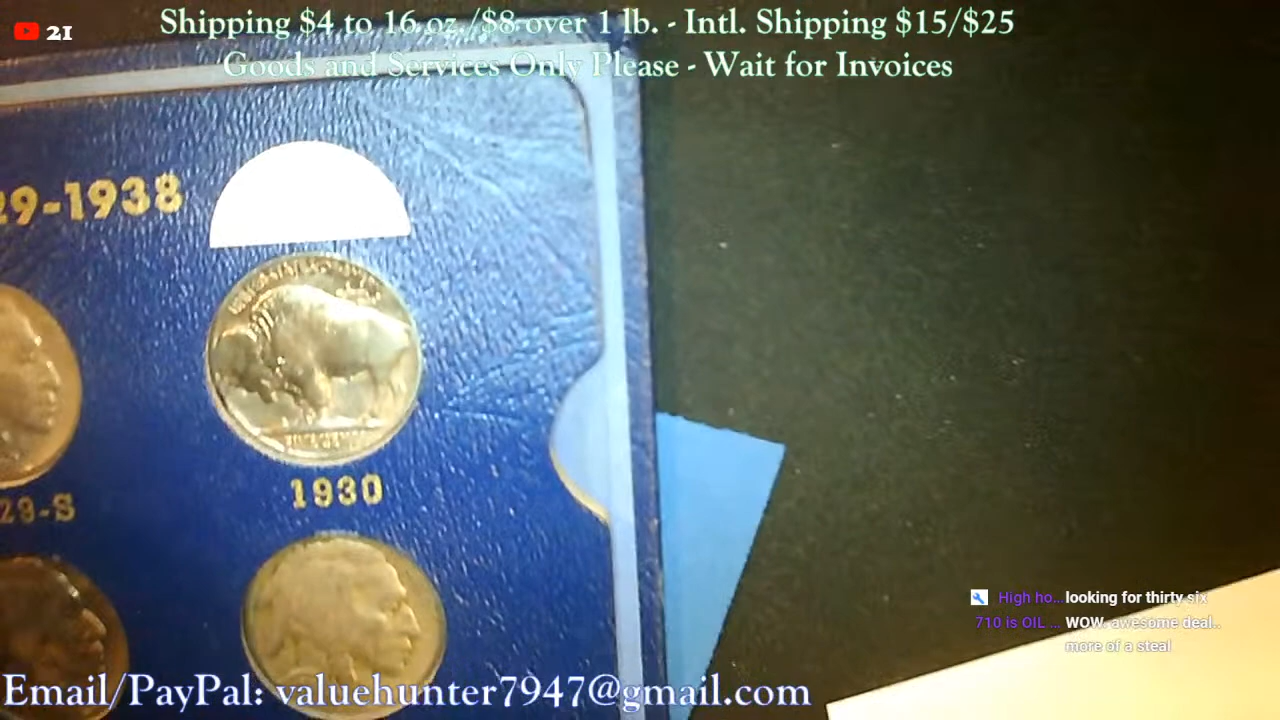 21
Shipping $4 to 16 oz./$8 over 1 lb. - Intl. Shipping $15/$25
Goods and Services Only Please - Wait for Invoices
29-1938
1930
29-S
High ho... looking for thirty six
710 is OIL ... WOW, awesome deal..
more of a steal
Email/PayPal: valuehunter7947@gmail.com